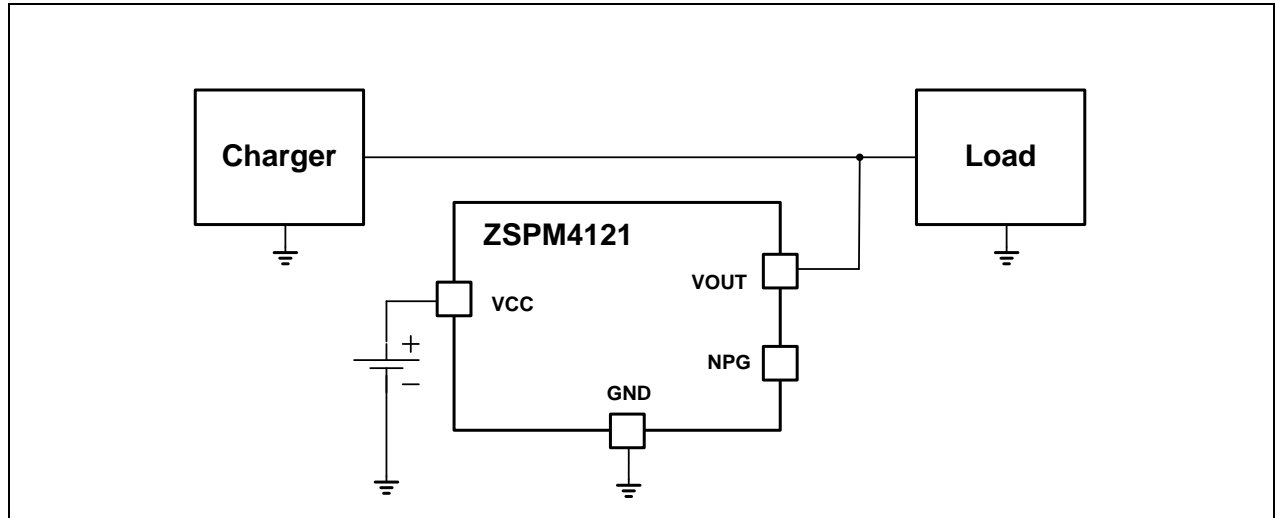 Charger
Load
ZSPM4121
VOUT
VCC
+
−
NPG
GND